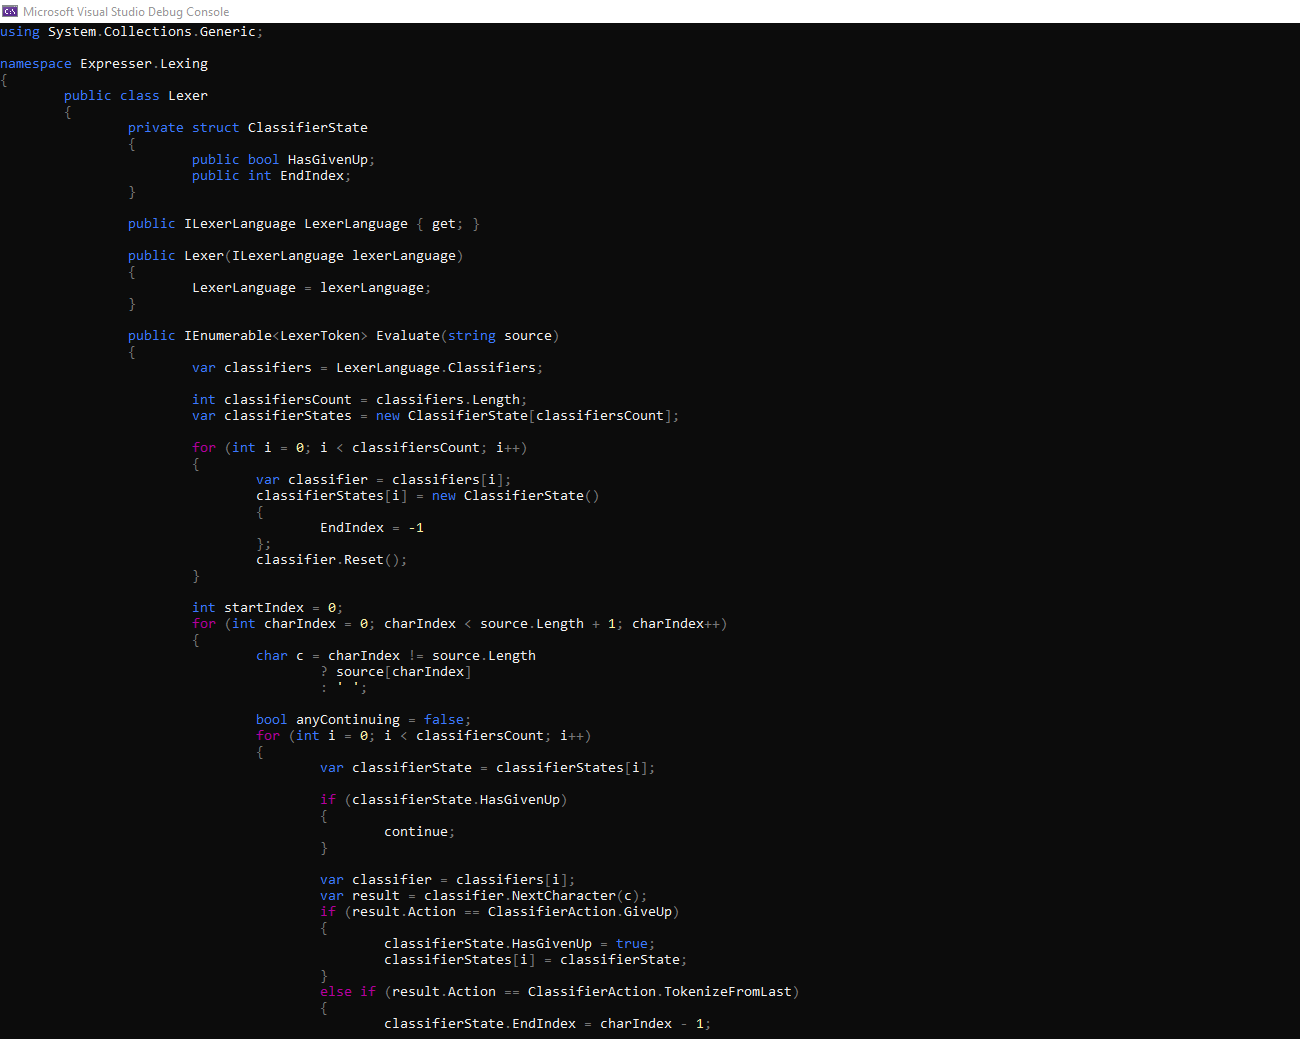 Microsoft Visual Studio Debug Console
using System.Collections.Generic;
namespace Expresser.Lexing
{
public class Lexer
{
private struct ClassifierState
{
public bool HasGivenUp;
public int EndIndex;
}
public ILexerLanguage LexerLanguage { get; }
public Lexer(ILexerLanguage lexerLanguage)
{
LexerLanguage = lexerLanguage;
}
public IEnumerable<LexerToken> Evaluate(string source)
{
var classifiers = LexerLanguage.Classifiers;
int classifiersCount = classifiers.Length;
var classifierStates = new ClassifierState[classifiersCount];
for (int i = 0; i < classifiersCount; i++)
{
var classifier = classifiers[i];
classifierStates[i] = new ClassifierState()
{
EndIndex = -1
};
classifier.Reset();
}
int startIndex = 0;
for (int charIndex = 0; charIndex < source.Length + 1; charIndex++)
{
char c = charIndex != source.Length
? source[charIndex]
: ' ';
bool anyContinuing = false;
for (int i = 0; i < classifiersCount; i++)
{
var classifierState = classifierStates[i];
if (classifierState.HasGivenUp)
{
continue;
}
var classifier = classifiers[i];
var result = classifier.NextCharacter(c);
if (result.Action == ClassifierAction.GiveUp)
{
classifierState.HasGivenUp = true;
classifierStates[i] = classifierState;
}
else if (result.Action == ClassifierAction.TokenizeFromLast)
{
classifierState.EndIndex = charIndex - 1;